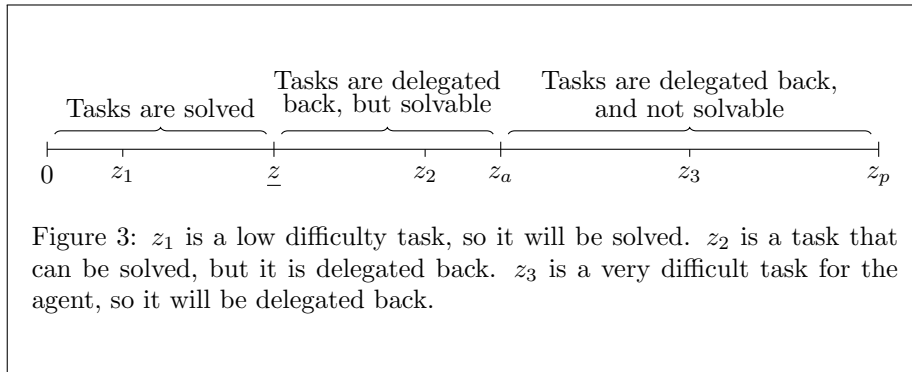 Tasks are solved
Tasks are delegated
back, but solvable
Tasks are delegated back,
and not solvable
0 z₁ z̲ z₂ zₐ z₃ zₚ
Figure 3: z₁ is a low difficulty task, so it will be solved. z₂ is a task that
can be solved, but it is delegated back. z₃ is a very difficult task for the
agent, so it will be delegated back.